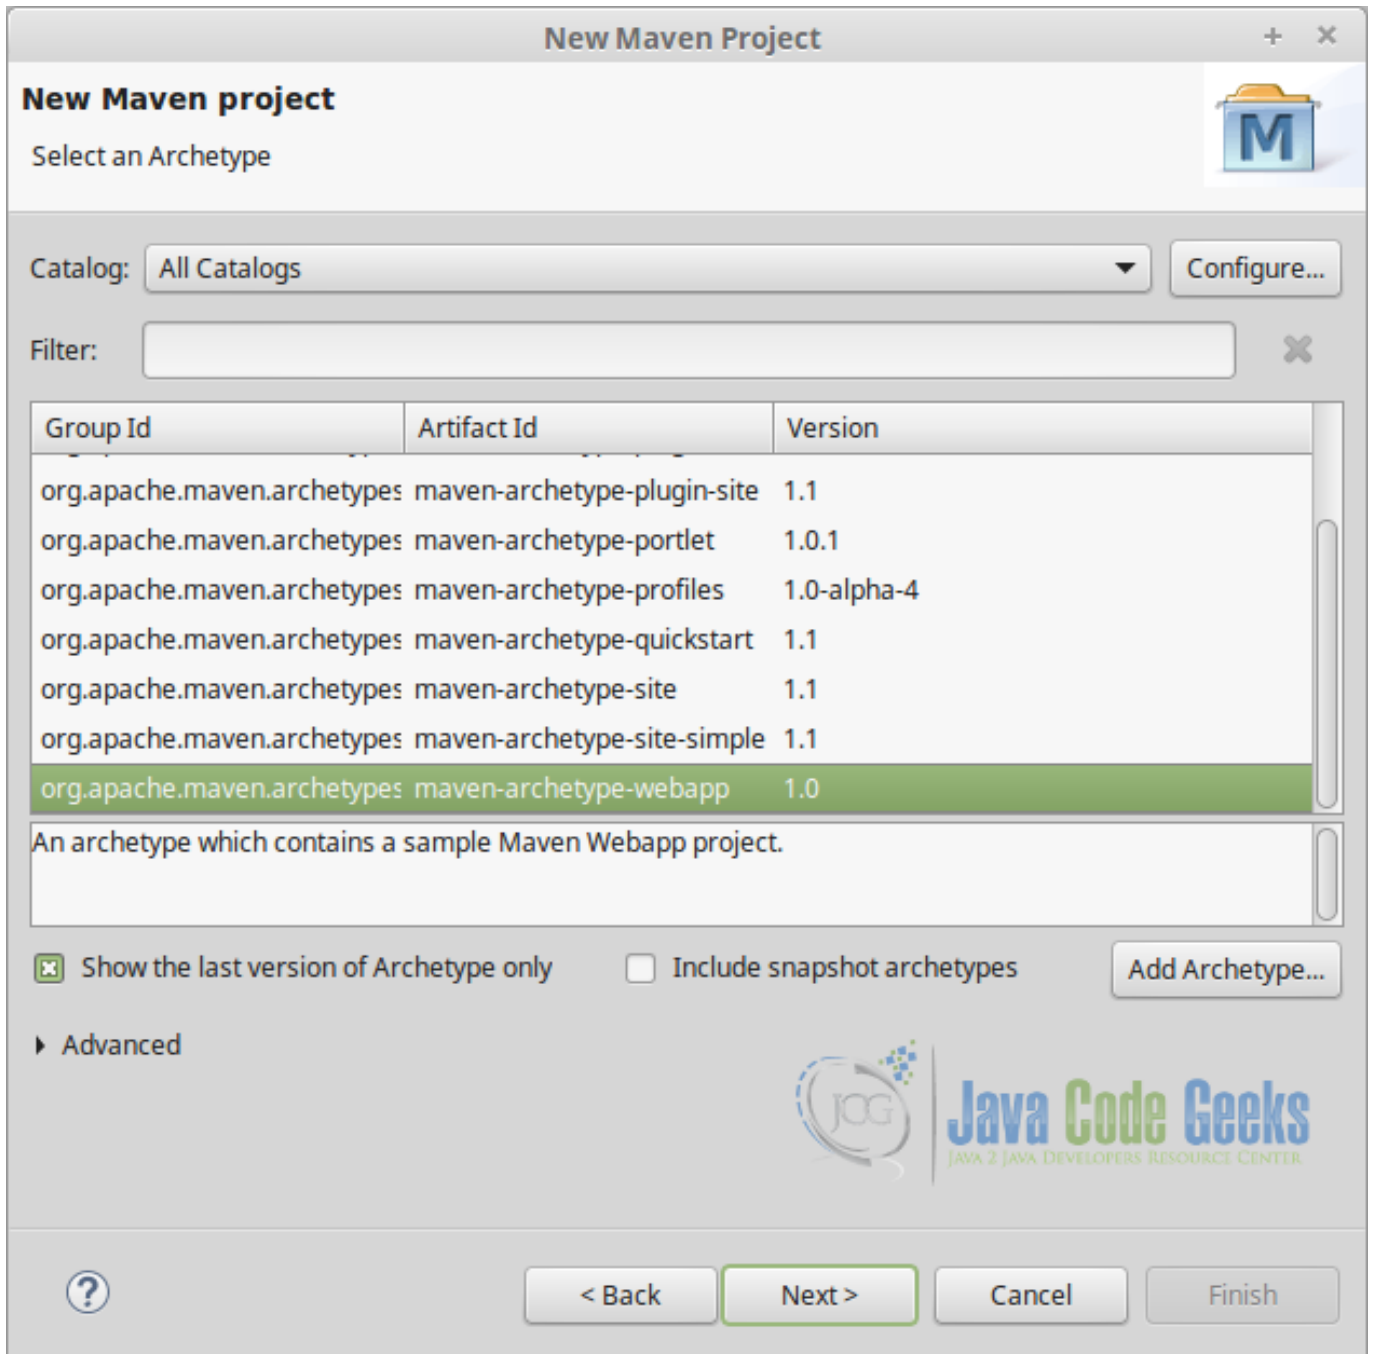 New Maven Project
New Maven project
M
Select an Archetype
Catalog: All Catalogs Configure...
Filter:
Group Id Artifact Id Version
org.apache.maven.archetypes maven-archetype-plugin-site 1.1
org.apache.maven.archetypes maven-archetype-portlet 1.0.1
org.apache.maven.archetypes maven-archetype-profiles 1.0-alpha-4
org.apache.maven.archetypes maven-archetype-quickstart 1.1
org.apache.maven.archetypes maven-archetype-site 1.1
org.apache.maven.archetypes maven-archetype-site-simple 1.1
org.apache.maven.archetypes maven-archetype-webapp 1.0
An archetype which contains a sample Maven Webapp project.
Show the last version of Archetype only Include snapshot archetypes Add Archetype...
Advanced
JCG Java Code Geeks
JAVA 2 JAVA DEVELOPERS RESOURCE CENTER
? < Back Next > Cancel Finish